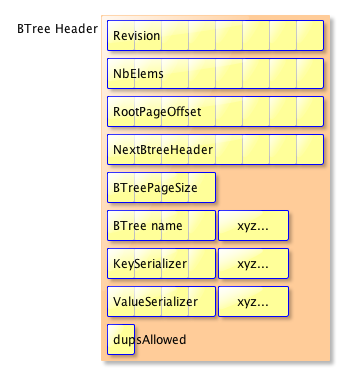 BTree Header
Revision
NbElems
RootPageOffset
NextBtreeHeader
BTreePageSize
BTree name xyz...
KeySerializer xyz...
ValueSerializer xyz...
dupsAllowed